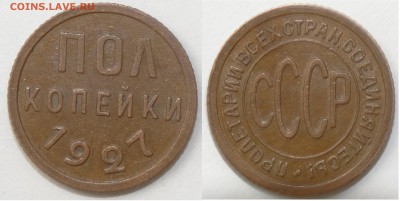 COINS.LAVE.RU
ПОЛ
КОПЕЙКИ
1927
ПРОЛЕТАРИИ ВСЕХ СТРАН, СОЕДИНЯЙТЕСЬ!
СССР